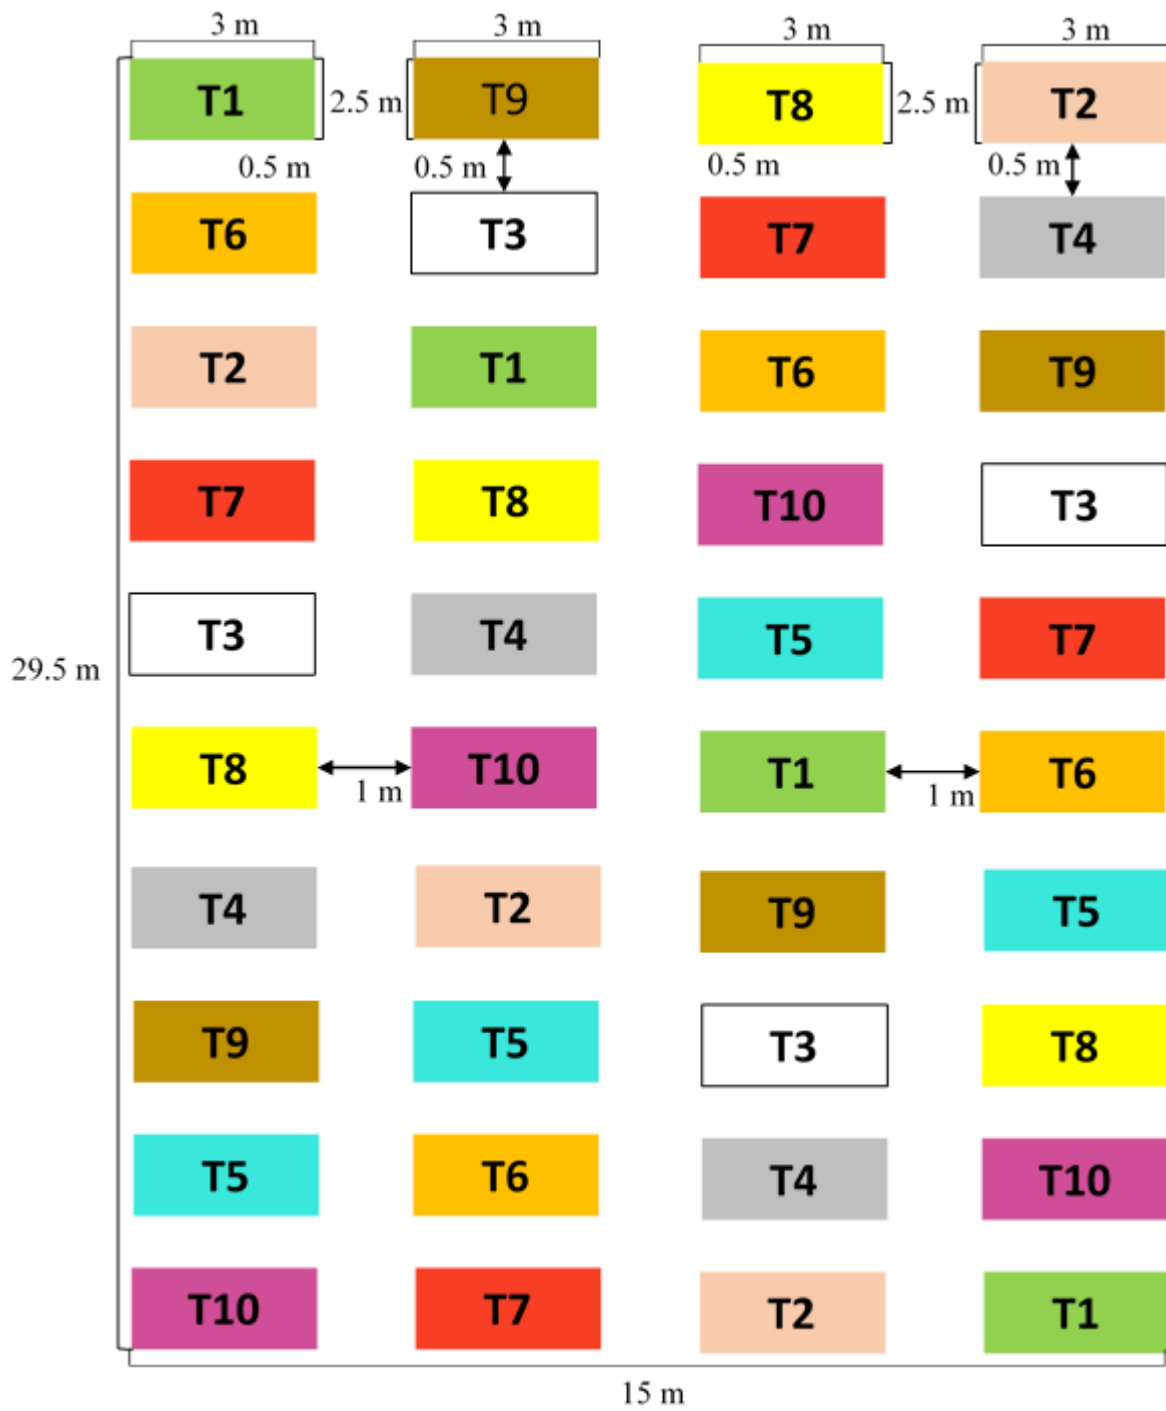 3 m 3 m 3 m 3 m
T1 2.5 m T9 T8 2.5 m T2
0.5 m 0.5 m 0.5 m 0.5 m
T6 T3 T7 T4
T2 T1 T6 T9
T7 T8 T10 T3
T3 T4 T5 T7
29.5 m
T8 T10 T1 T6
1 m 1 m
T4 T2 T9 T5
T9 T5 T3 T8
T5 T6 T4 T10
T10 T7 T2 T1
15 m